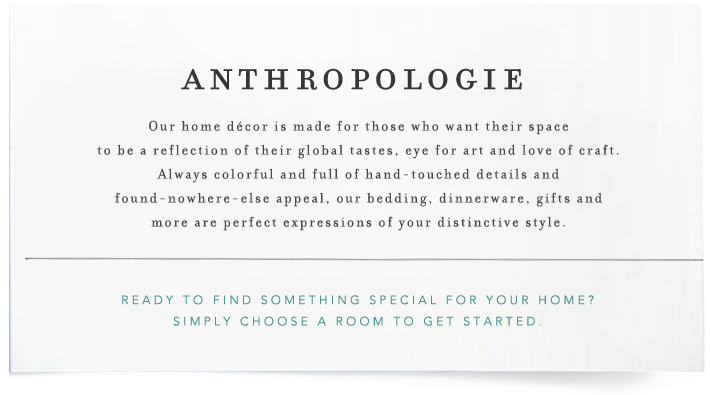 ANTHROPOLOGIE
Our home décor is made for those who want their space
to be a reflection of their global tastes, eye for art and love of craft.
Always colorful and full of hand-touched details and
found-nowhere-else appeal, our bedding, dinnerware, gifts and
more are perfect expressions of your distinctive style.
READY TO FIND SOMETHING SPECIAL FOR YOUR HOME?
SIMPLY CHOOSE A ROOM TO GET STARTED.